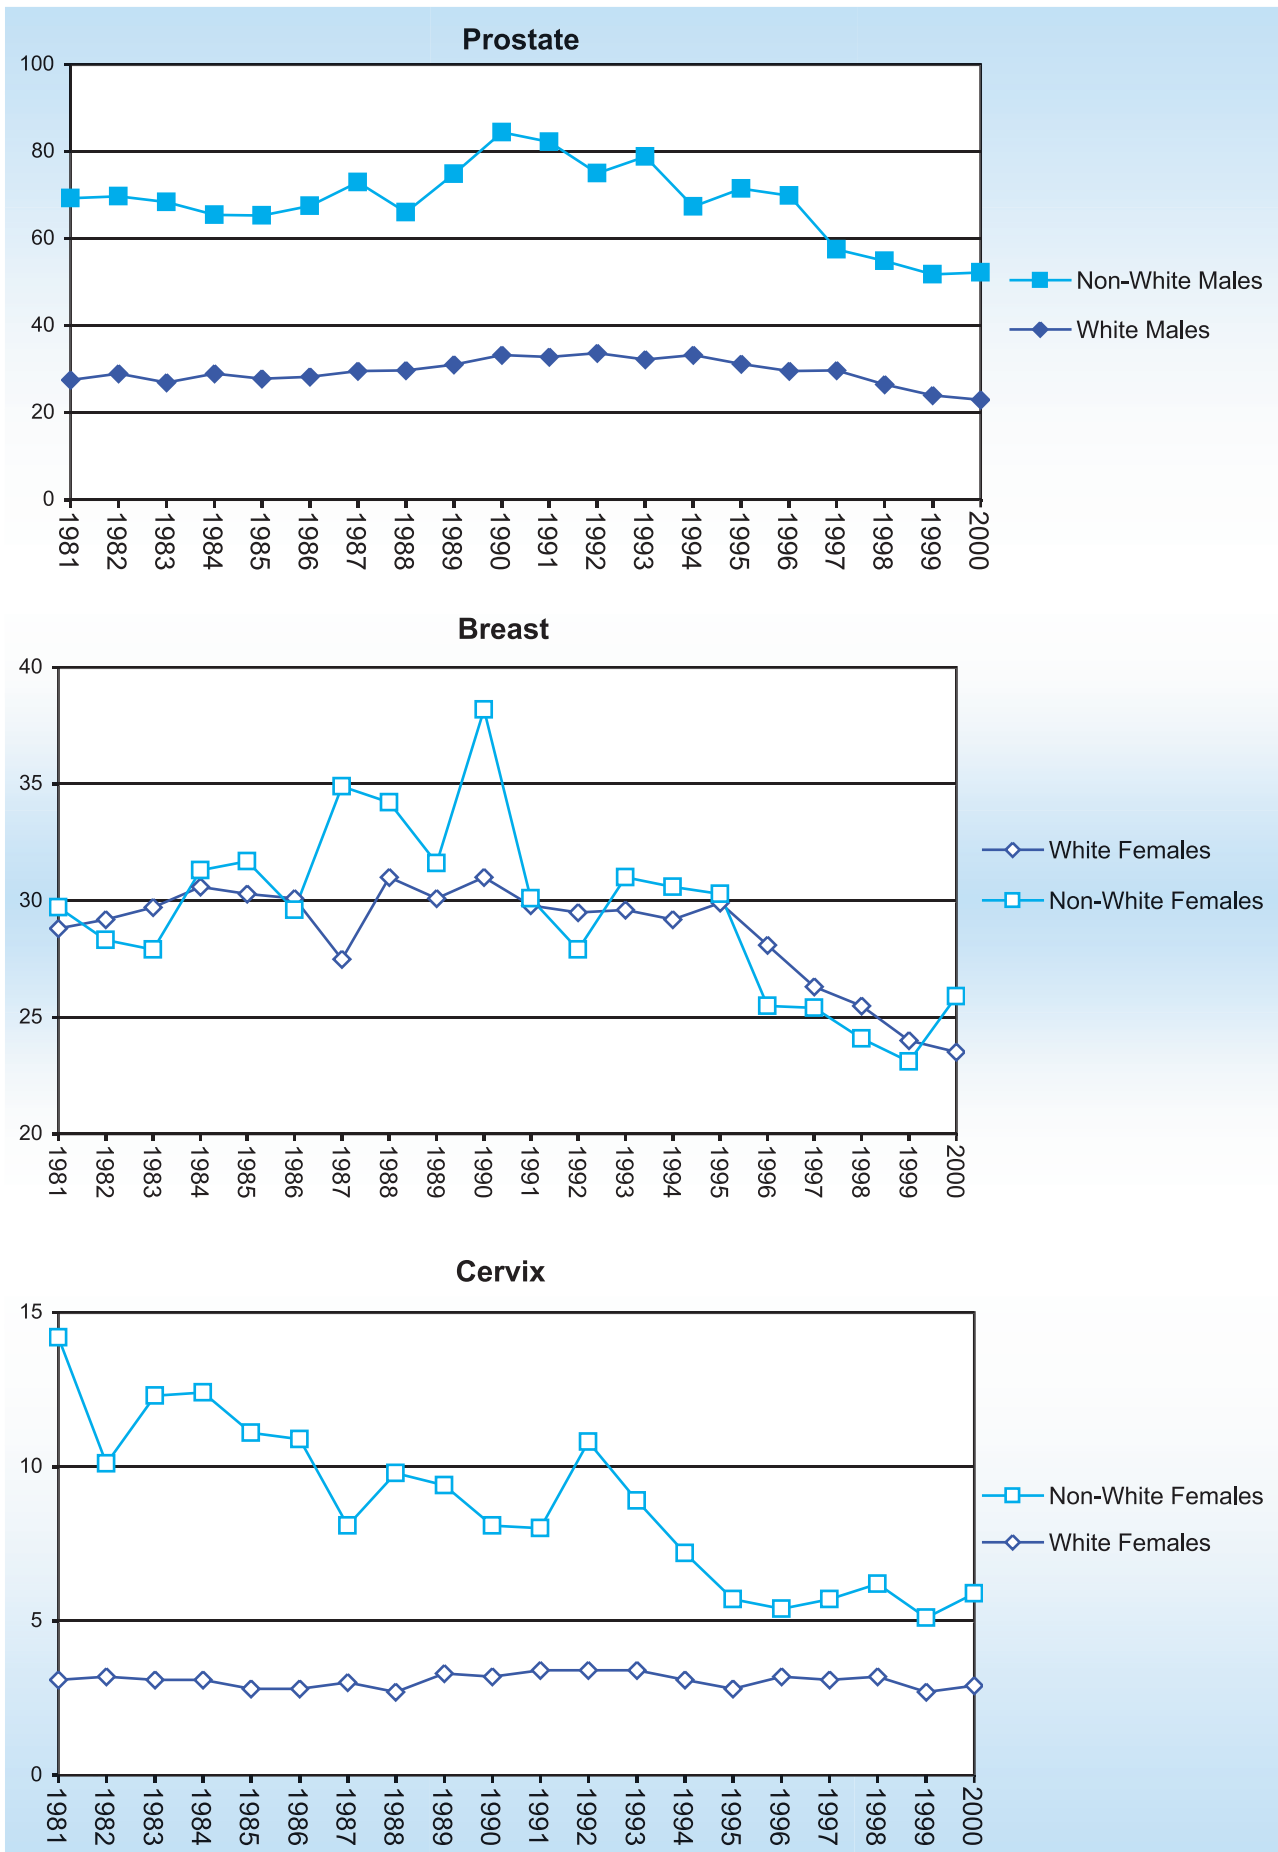 Prostate
100
80
60
40
20
0
1981 1982 1983 1984 1985 1986 1987 1988 1989 1990 1991 1992 1993 1994 1995 1996 1997 1998 1999 2000
Non-White Males
White Males
Breast
40
35
30
25
20
1981 1982 1983 1984 1985 1986 1987 1988 1989 1990 1991 1992 1993 1994 1995 1996 1997 1998 1999 2000
White Females
Non-White Females
Cervix
15
10
5
0
1981 1982 1983 1984 1985 1986 1987 1988 1989 1990 1991 1992 1993 1994 1995 1996 1997 1998 1999 2000
Non-White Females
White Females